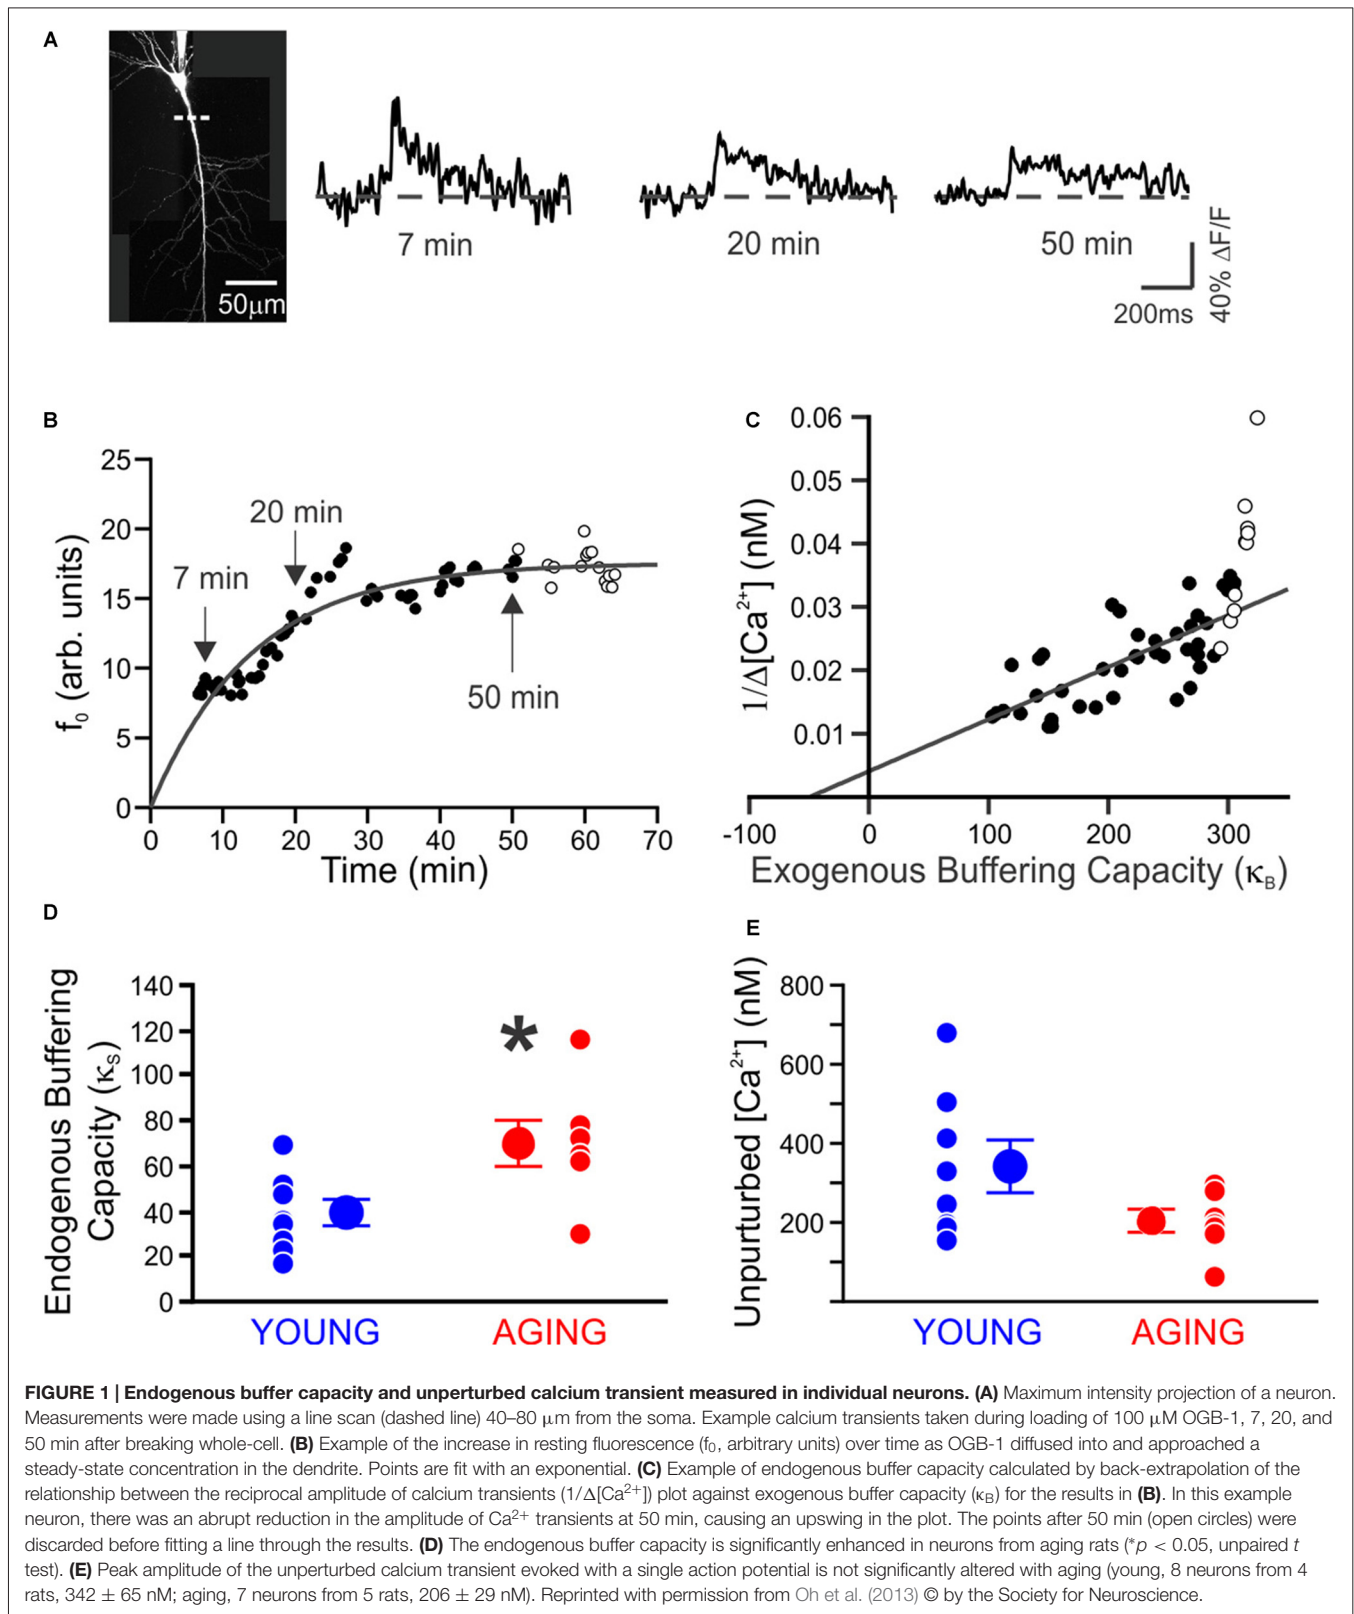 A
50μm
7 min
20 min
50 min
40% ΔF/F
200ms
B
25
20
15
10
5
0
f0 (arb. units)
7 min
20 min
50 min
0 10 20 30 40 50 60 70
Time (min)
C
0.06
0.05
0.04
0.03
0.02
0.01
1/Δ[Ca2+] (nM)
-100 0 100 200 300
Exogenous Buffering Capacity (κB)
D
Endogenous Buffering
Capacity (κS)
140
120
100
80
60
40
20
0
*
YOUNG AGING
E
Unpurturbed [Ca2+] (nM)
800
600
400
200
YOUNG AGING
FIGURE 1 | Endogenous buffer capacity and unperturbed calcium transient measured in individual neurons. (A) Maximum intensity projection of a neuron.
Measurements were made using a line scan (dashed line) 40–80 μm from the soma. Example calcium transients taken during loading of 100 μM OGB-1, 7, 20, and
50 min after breaking whole-cell. (B) Example of the increase in resting fluorescence (f0, arbitrary units) over time as OGB-1 diffused into and approached a
steady-state concentration in the dendrite. Points are fit with an exponential. (C) Example of endogenous buffer capacity calculated by back-extrapolation of the
relationship between the reciprocal amplitude of calcium transients (1/Δ[Ca2+]) plot against exogenous buffer capacity (κB) for the results in (B). In this example
neuron, there was an abrupt reduction in the amplitude of Ca2+ transients at 50 min, causing an upswing in the plot. The points after 50 min (open circles) were
discarded before fitting a line through the results. (D) The endogenous buffer capacity is significantly enhanced in neurons from aging rats (*p < 0.05, unpaired t
test). (E) Peak amplitude of the unperturbed calcium transient evoked with a single action potential is not significantly altered with aging (young, 8 neurons from 4
rats, 342 ± 65 nM; aging, 7 neurons from 5 rats, 206 ± 29 nM). Reprinted with permission from Oh et al. (2013) © by the Society for Neuroscience.